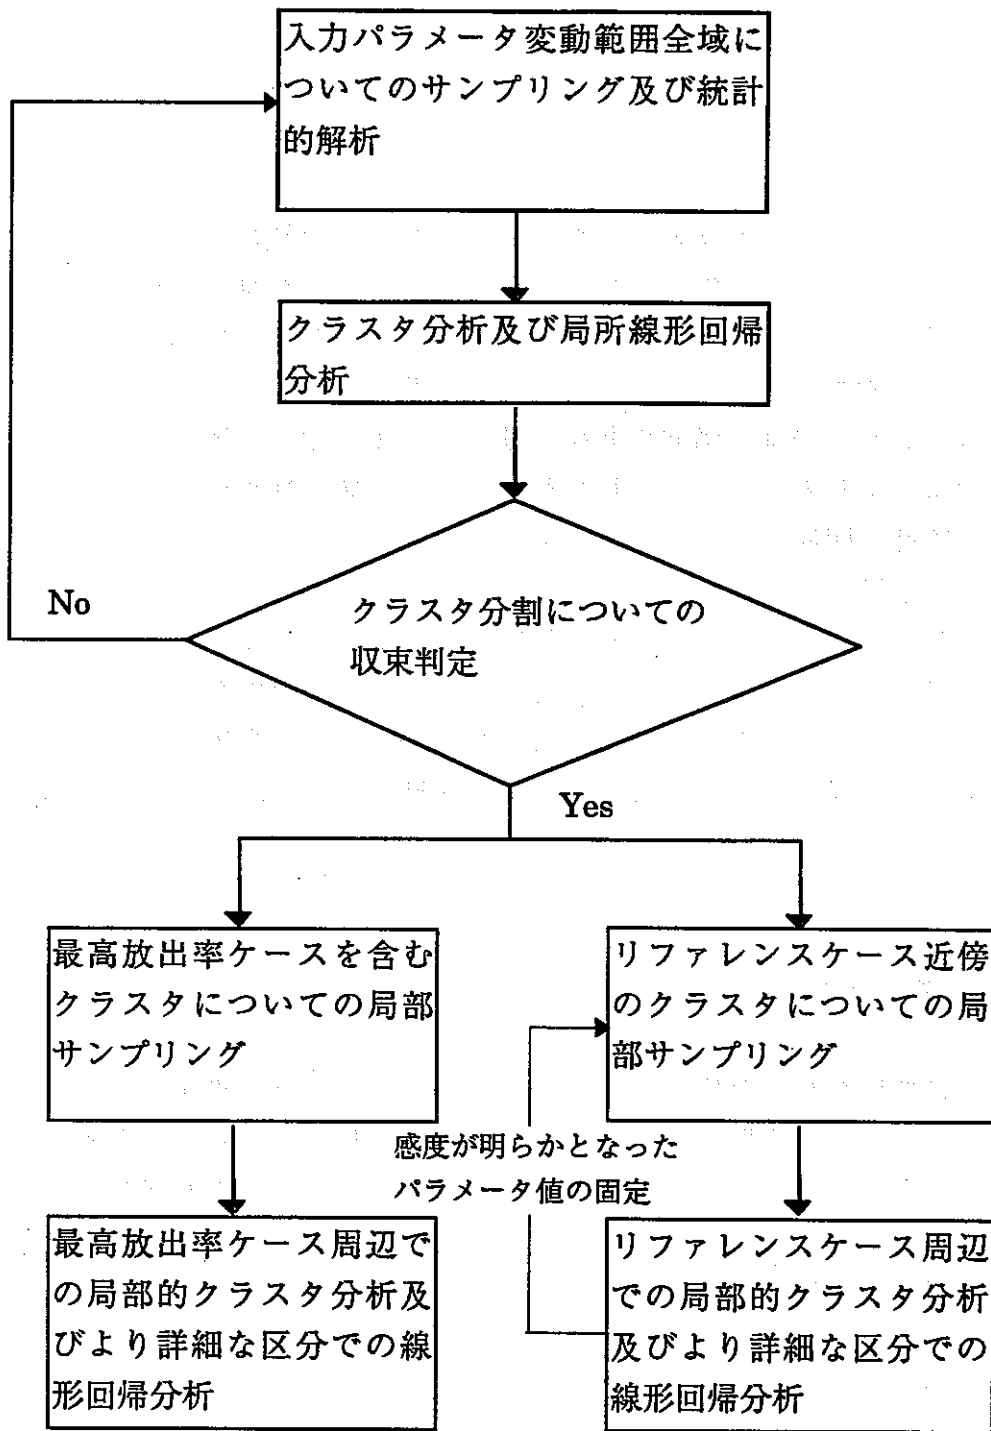 入力パラメータ変動範囲全域に
ついてのサンプリング及び統計
的解析
クラスタ分析及び局所線形回帰
分析
クラスタ分割についての
収束判定
No
Yes
最高放出率ケースを含む
クラスタについての局部
サンプリング
リファレンスケース近傍
のクラスタについての局
部サンプリング
感度が明らかとなった
パラメータ値の固定
最高放出率ケース周辺で
の局部的クラスタ分析及
びより詳細な区分での線
形回帰分析
リファレンスケース周辺
での局部的クラスタ分析
及びより詳細な区分での
線形回帰分析